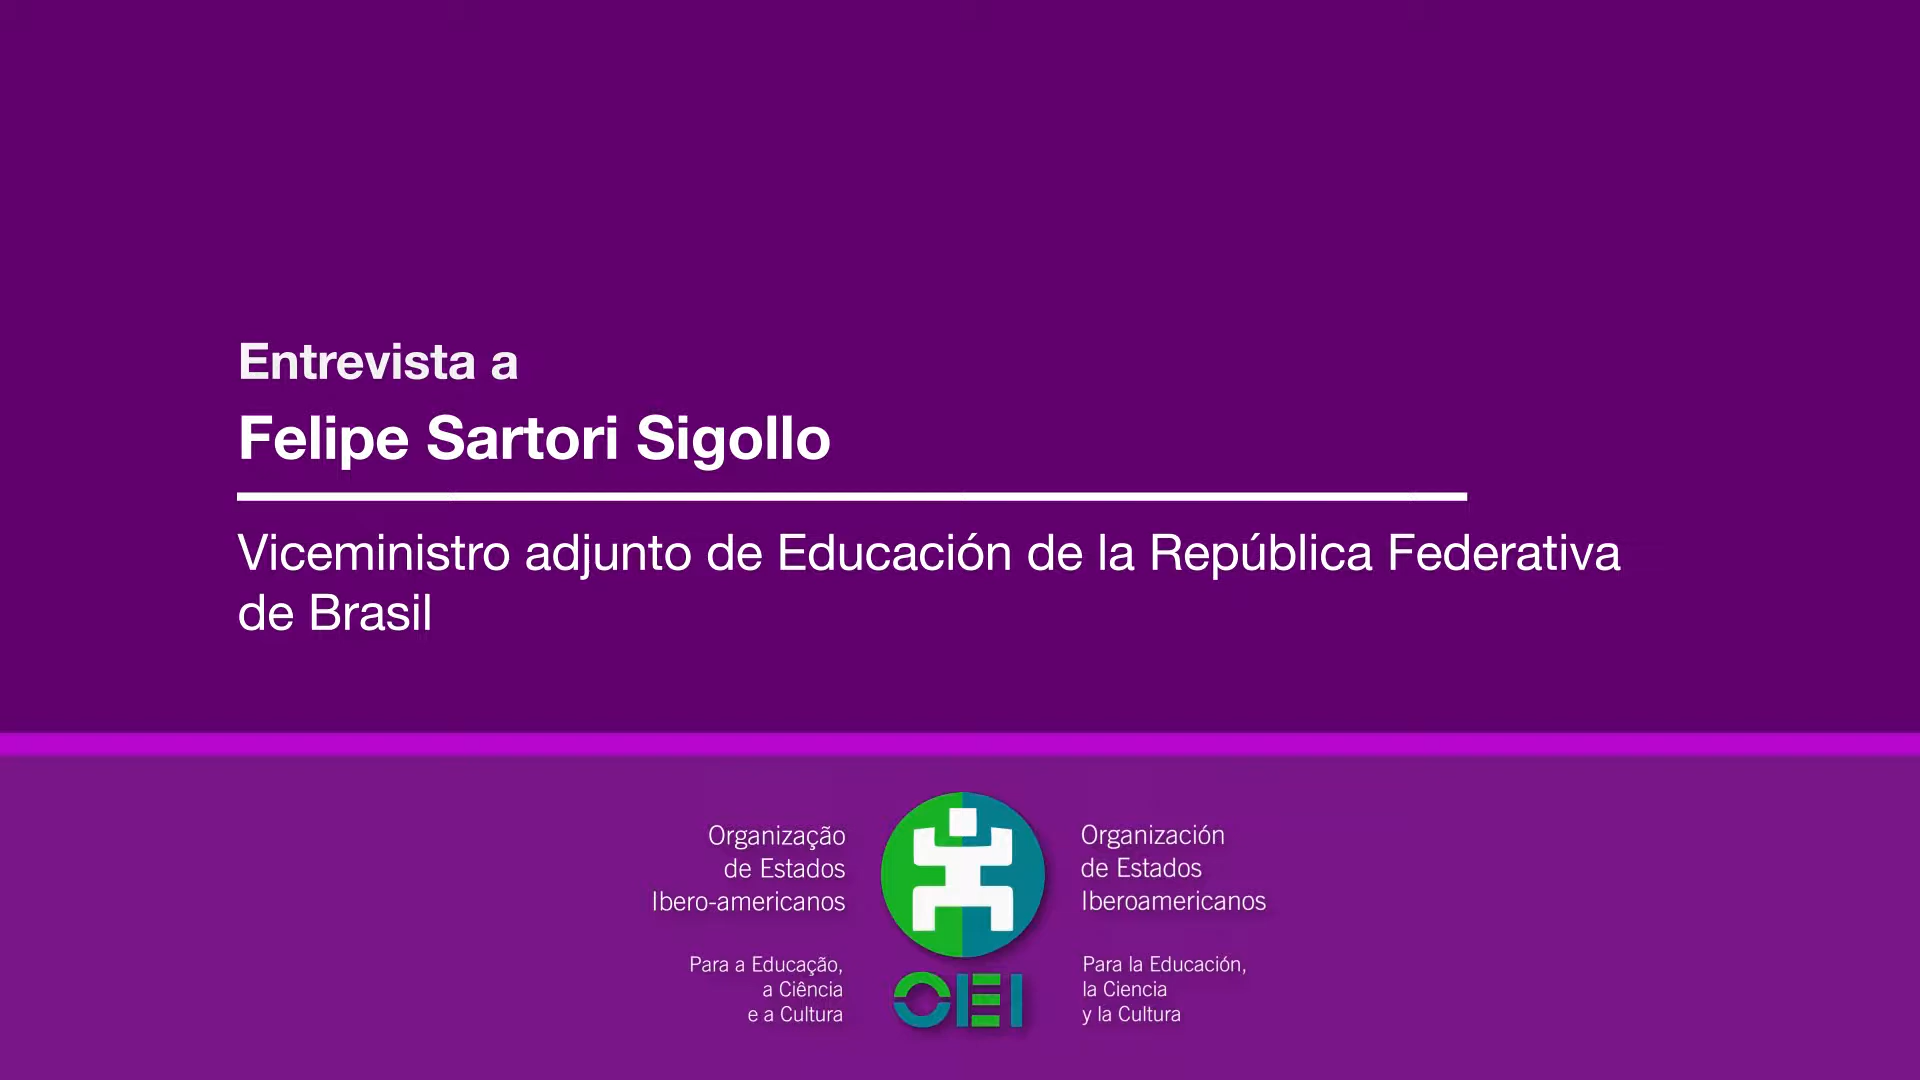 Entrevista a
Felipe Sartori Sigollo
Viceministro adjunto de Educación de la República Federativa
de Brasil
Organização
de Estados
Ibero-americanos
Para a Educação,
a Ciência
e a Cultura
OEI
Organización
de Estados
Iberoamericanos
Para la Educación,
la Ciencia
y la Cultura